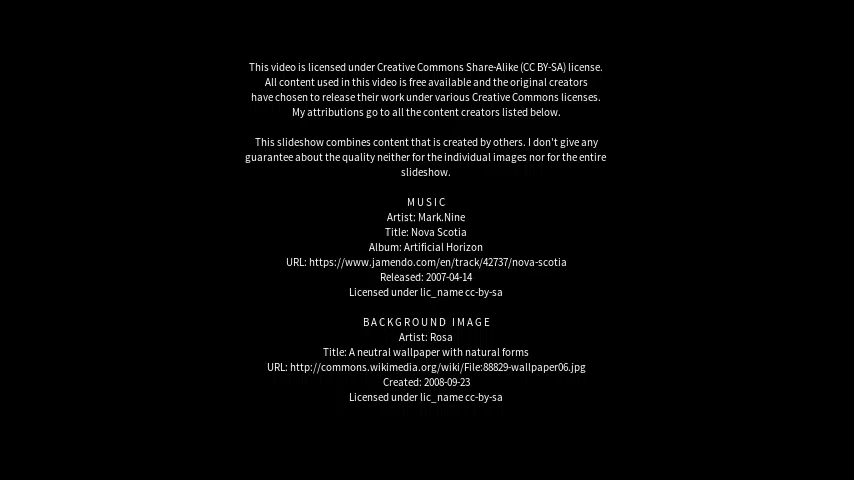 This video is licensed under Creative Commons Share-Alike (CC BY-SA) license.
All content used in this video is free available and the original creators
have chosen to release their work under various Creative Commons licenses.
My attributions go to all the content creators listed below.
This slideshow combines content that is created by others. I don't give any
guarantee about the quality neither for the individual images nor for the entire
slideshow.
MUSIC
Artist: Mark.Nine
Title: Nova Scotia
Album: Artificial Horizon
URL: https://www.jamendo.com/en/track/42737/nova-scotia
Released: 2007-04-14
Licensed under lic_name cc-by-sa
BACKGROUND IMAGE
Artist: Rosa
Title: A neutral wallpaper with natural forms
URL: http://commons.wikimedia.org/wiki/File:88829-wallpaper06.jpg
Created: 2008-09-23
Licensed under lic_name cc-by-sa